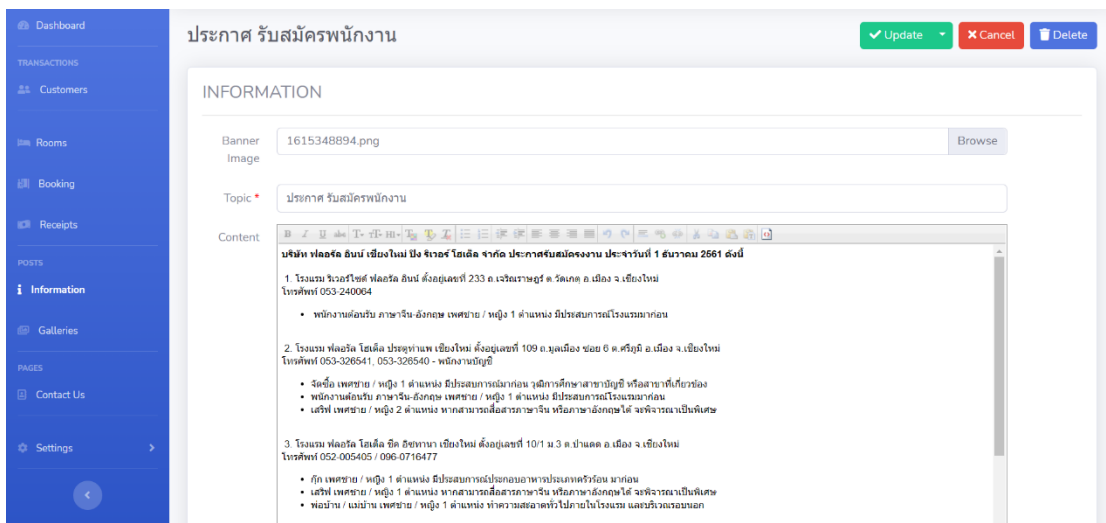 Dashboard
ประกาศ รับสมัครพนักงาน
Update
Cancel
Delete
TRANSACTIONS
Customers
INFORMATION
Rooms
Banner Image
1615348894.png
Browse
Booking
Topic *
ประกาศ รับสมัครพนักงาน
Receipts
Content
บริษัท ฟลอรัล อินน์ เชียงใหม่ ปิง ริเวอร์ โฮเต็ล จำกัด ประกาศรับสมัครงงาน ประจำวันที่ 1 ธันวาคม 2561 ดังนี้
POSTS
Information
Galleries
PAGES
Contact Us
Settings
1. โรงแรม ริเวอร์ไซต์ ฟลอรัล อินน์ ตั้งอยู่เลขที่ 233 ถ.เจริญราษฎร์ ต.วัดเกต อ.เมือง จ.เชียงใหม่
โทรศัพท์ 053-240064
• พนักงานต้อนรับ ภาษาจีน-อังกฤษ เพศชาย / หญิง 1 ตำแหน่ง มีประสบการณ์โรงแรมมาก่อน
2. โรงแรม ฟลอรัล โฮเต็ล ประตูท่าแพ เชียงใหม่ ตั้งอยู่เลขที่ 109 ถ.มูลเมือง ซอย 6 ต.ศรีภูมิ อ.เมือง จ.เชียงใหม่
โทรศัพท์ 053-326541, 053-326540 - พนักงานบัญชี
• จัดซื้อ เพศชาย / หญิง 1 ตำแหน่ง มีประสบการณ์มาก่อน วุฒิการศึกษาสาขาบัญชี หรือสาขาที่เกี่ยวข้อง
• พนักงานต้อนรับ ภาษาจีน-อังกฤษ เพศชาย / หญิง 1 ตำแหน่ง มีประสบการณ์โรงแรมมาก่อน
• เสริฟ เพศชาย / หญิง 2 ตำแหน่ง หากสามารถสื่อสารภาษาจีน หรือภาษาอังกฤษได้ จะพิจารณาเป็นพิเศษ
3. โรงแรม ฟลอรัล โฮเต็ล ชิค อิซทานา เชียงใหม่ ตั้งอยู่เลขที่ 10/1 ม.3 ต.ป่าแดด อ.เมือง จ.เชียงใหม่
โทรศัพท์ 052-005405 / 096-0716477
• กุ๊ก เพศชาย / หญิง 1 ตำแหน่ง มีประสบการณ์ประกอบอาหารประเภทครัวร้อน มาก่อน
• เสริฟ เพศชาย / หญิง 1 ตำแหน่ง หากสามารถสื่อสารภาษาจีน หรือภาษาอังกฤษได้ จะพิจารณาเป็นพิเศษ
• พ่อบ้าน / แม่บ้าน เพศชาย / หญิง 1 ตำแหน่ง ทำความสะอาดทั่วไปภายในโรงแรม และบริเวณรอบนอก